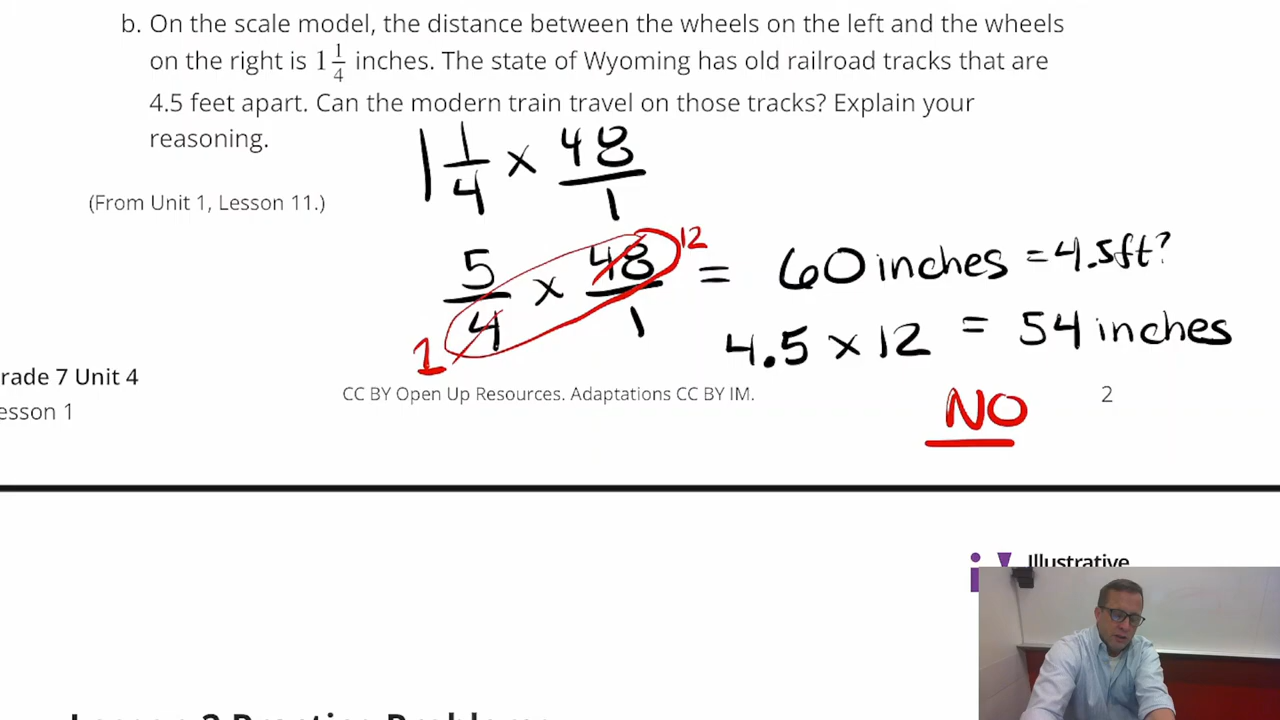 b. On the scale model, the distance between the wheels on the left and the wheels
on the right is 1 1/4 inches. The state of Wyoming has old railroad tracks that are
4.5 feet apart. Can the modern train travel on those tracks? Explain your
reasoning.
1 1/4 × 48/1
(From Unit 1, Lesson 11.)
5/4 × 48/1 = 60 inches = 4.5ft?
12
1
4.5 × 12 = 54 inches
rade 7 Unit 4
esson 1
CC BY Open Up Resources. Adaptations CC BY IM.
2
NO
Illustrative